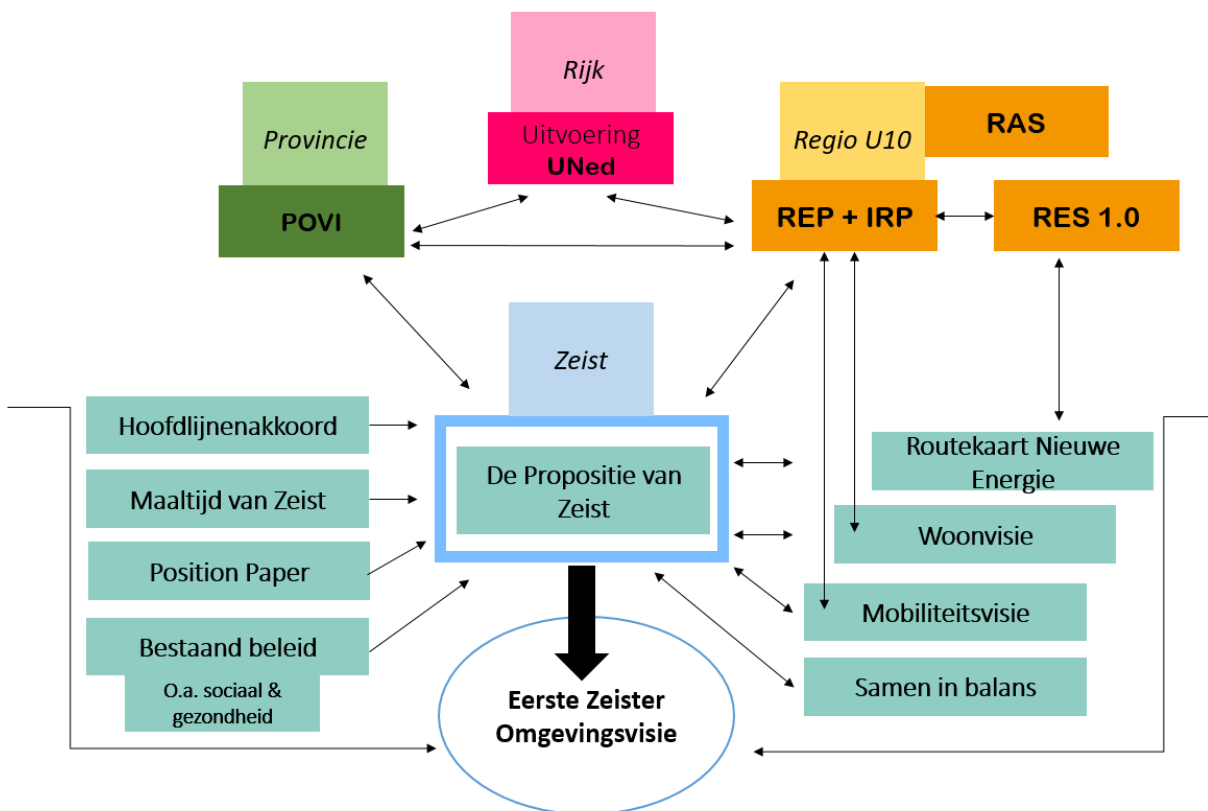 Rijk
Uitvoering
UNed
Provincie
POVI
Regio U10
RAS
REP + IRP
RES 1.0
Zeist
De Propositie van
Zeist
Hoofdlijnenakkoord
Maaltijd van Zeist
Position Paper
Bestaand beleid
O.a. sociaal &
gezondheid
Routekaart Nieuwe
Energie
Woonvisie
Mobiliteitsvisie
Samen in balans
Eerste Zeister
Omgevingsvisie